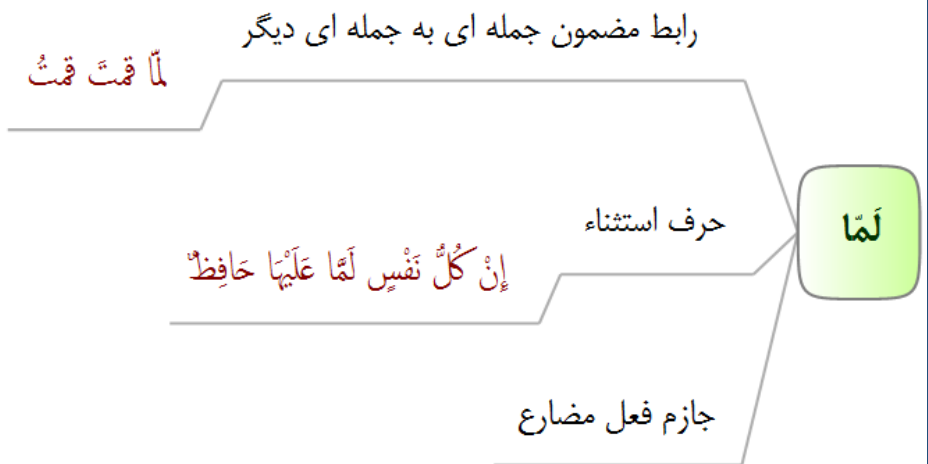 لَمّا
رابط مضمون جمله ای به جمله ای دیگر
لمّا قمتَ قمتُ
حرف استثناء
إِنْ كُلُّ نَفْسٍ لَمَّا عَلَيْهَا حَافِظٌ
جازم فعل مضارع